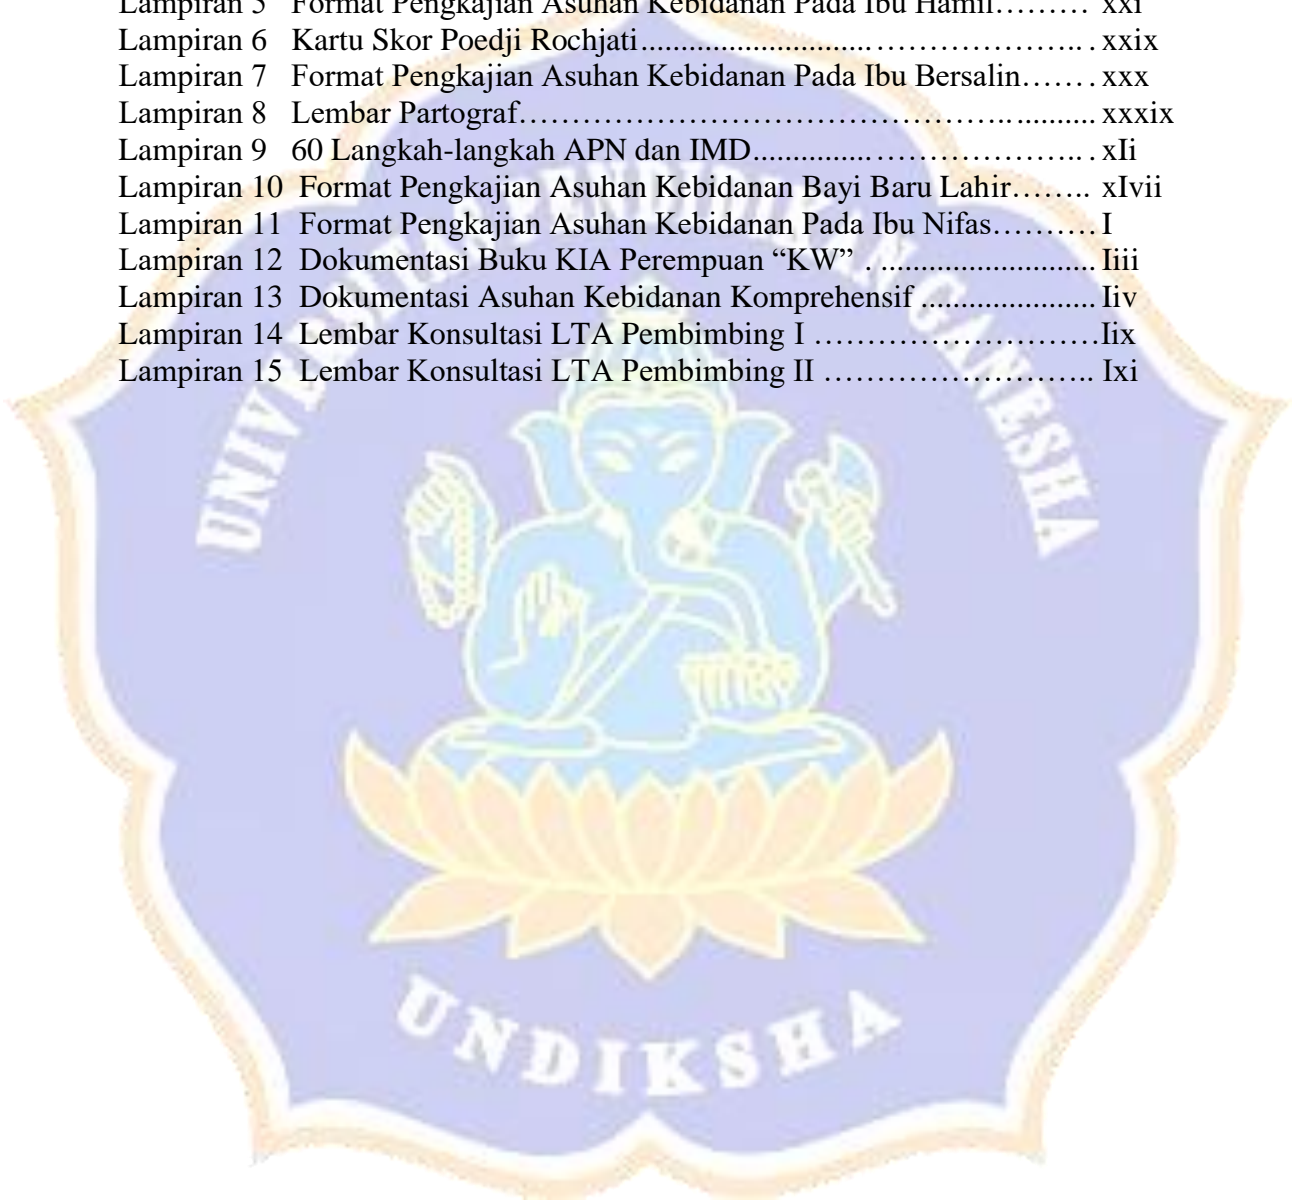 Lampiran 5 Format Pengkajian Asuhan Kebidanan Pada Ibu Hamil……… xxi
Lampiran 6 Kartu Skor Poedji Rochjati.............................………………….. . xxix
Lampiran 7 Format Pengkajian Asuhan Kebidanan Pada Ibu Bersalin……. xxx
Lampiran 8 Lembar Partograf……………………………………….............. xxxix
Lampiran 9 60 Langkah-langkah APN dan IMD...............………………….. . xIi
Lampiran 10 Format Pengkajian Asuhan Kebidanan Bayi Baru Lahir…….. xIvii
Lampiran 11 Format Pengkajian Asuhan Kebidanan Pada Ibu Nifas………. I
Lampiran 12 Dokumentasi Buku KIA Perempuan “KW” . ........................... Iiii
Lampiran 13 Dokumentasi Asuhan Kebidanan Komprehensif ...................... Iiv
Lampiran 14 Lembar Konsultasi LTA Pembimbing I ………………………Iix
Lampiran 15 Lembar Konsultasi LTA Pembimbing II …………………….. Ixi
UNIVERSITAS PENDIDIKAN GANESHA
UNDIKSHA